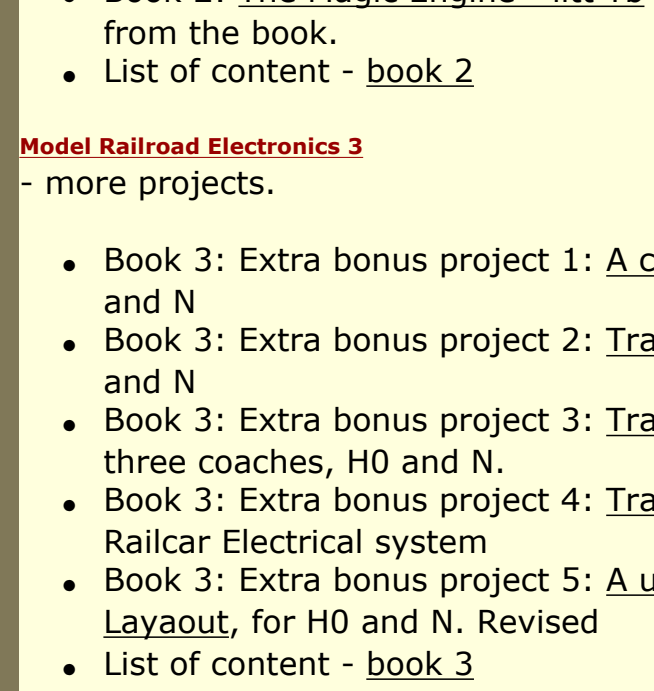 from the book.
List of content - book 2
Model Railroad Electronics 3
- more projects.
Book 3: Extra bonus project 1: A
and N
Book 3: Extra bonus project 2:
and N
Book 3: Extra bonus project 3:
three coaches, H0 and N.
Book 3: Extra bonus project 4:
Railcar Electrical system
Book 3: Extra bonus project 5: A
Layaout, for H0 and N. Revised
List of content - book 3